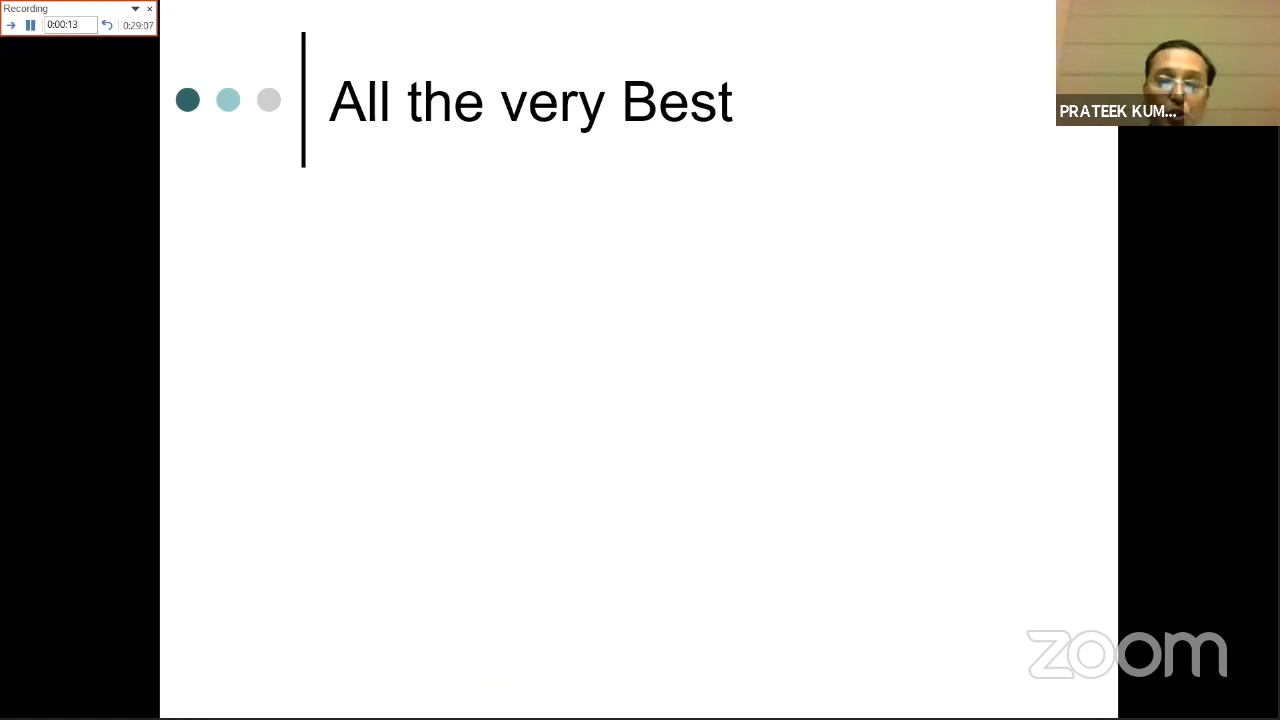 Recording
0:00:13
0:29:07
All the very Best
PRATEEK KUM...
zoom